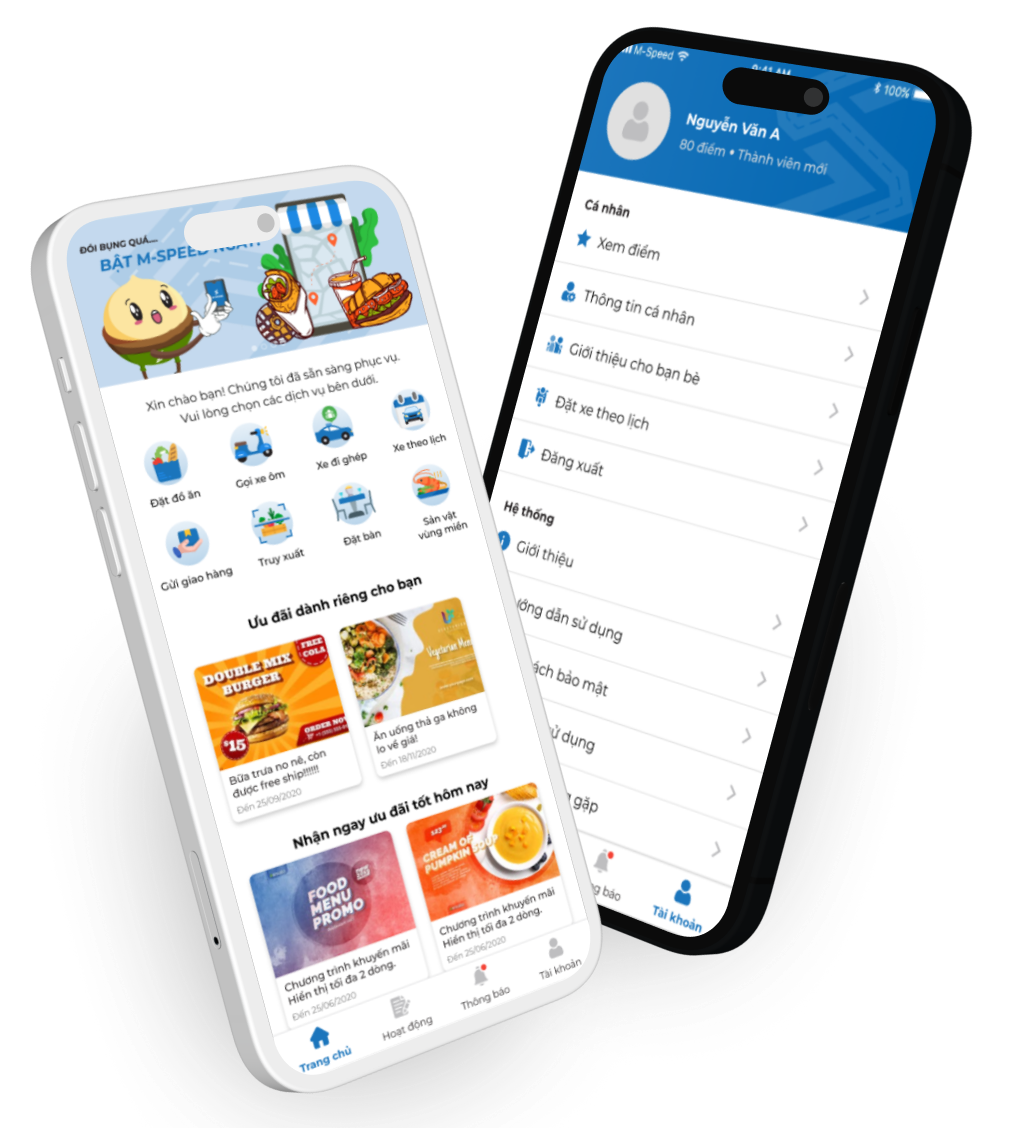 ĐÓI BỤNG QUÁ....
BẬT M-SPEED NGAY
Xin chào bạn! Chúng tôi đã sẵn sàng phục vụ.
Vui lòng chọn các dịch vụ bên dưới.
Đặt đồ ăn
Gọi xe ôm
Xe đi ghép
Xe theo lịch
Gửi giao hàng
Truy xuất
Đặt bàn
Sản vật
vùng miền
Ưu đãi dành riêng cho bạn
DOUBLE MIX
BURGER
FREE
COLA
$15
ORDER NOW
Vegetarian Menu
Bữa trưa no nê, còn
được free ship!!!!!!
Đến 25/09/2020
Ăn uống thả ga không
lo về giá!
Đến 18/11/2020
Nhận ngay ưu đãi tốt hôm nay
FOOD
MENU
PROMO
CREAM OF
PUMPKIN SOUP
Chương trình khuyến mãi
Hiển thị tối đa 2 dòng.
Đến 25/06/2020
Chương trình khuyến mãi
Hiển thị tối đa 2 dòng.
Đến 25/06/2020
Trang chủ
Hoạt động
Thông báo
Tài khoản
M-Speed
9:41 AM
100%
Nguyễn Văn A
80 điểm • Thành viên mới
Cá nhân
Xem điểm
Thông tin cá nhân
Giới thiệu cho bạn bè
Đặt xe theo lịch
Đăng xuất
Hệ thống
Giới thiệu
ướng dẫn sử dụng
ách bảo mật
ử dụng
gặp
g báo
Tài khoản